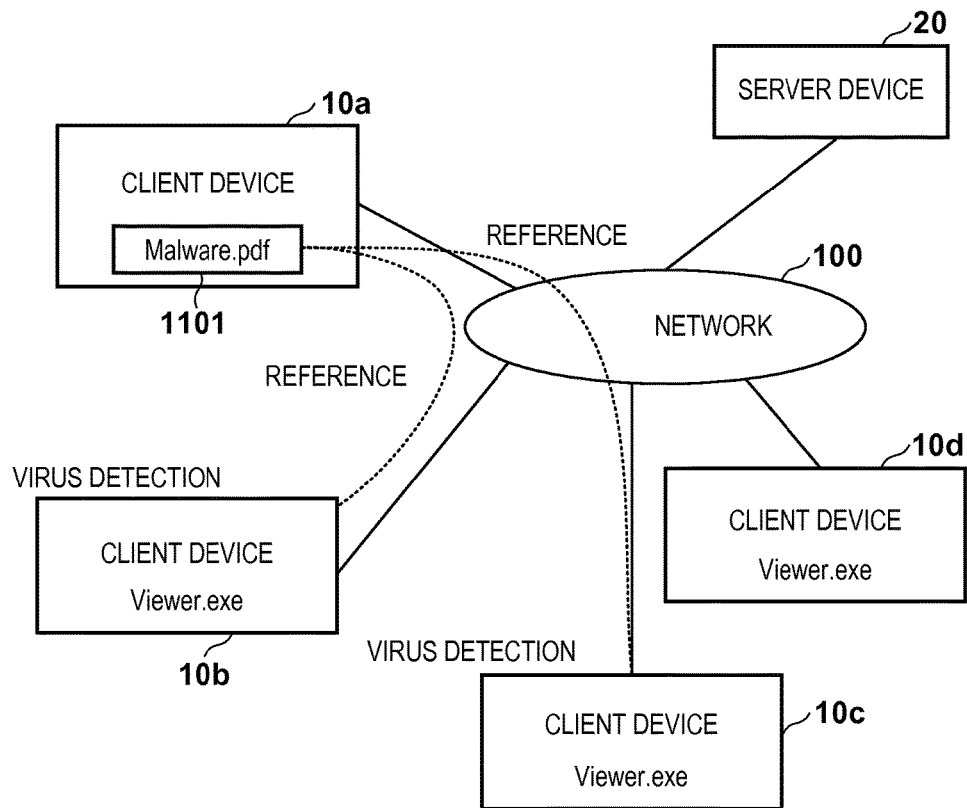 20
SERVER DEVICE
10a
CLIENT DEVICE
Malware.pdf
1101
REFERENCE
100
NETWORK
REFERENCE
10d
CLIENT DEVICE
Viewer.exe
VIRUS DETECTION
CLIENT DEVICE
Viewer.exe
10b
VIRUS DETECTION
10c
CLIENT DEVICE
Viewer.exe